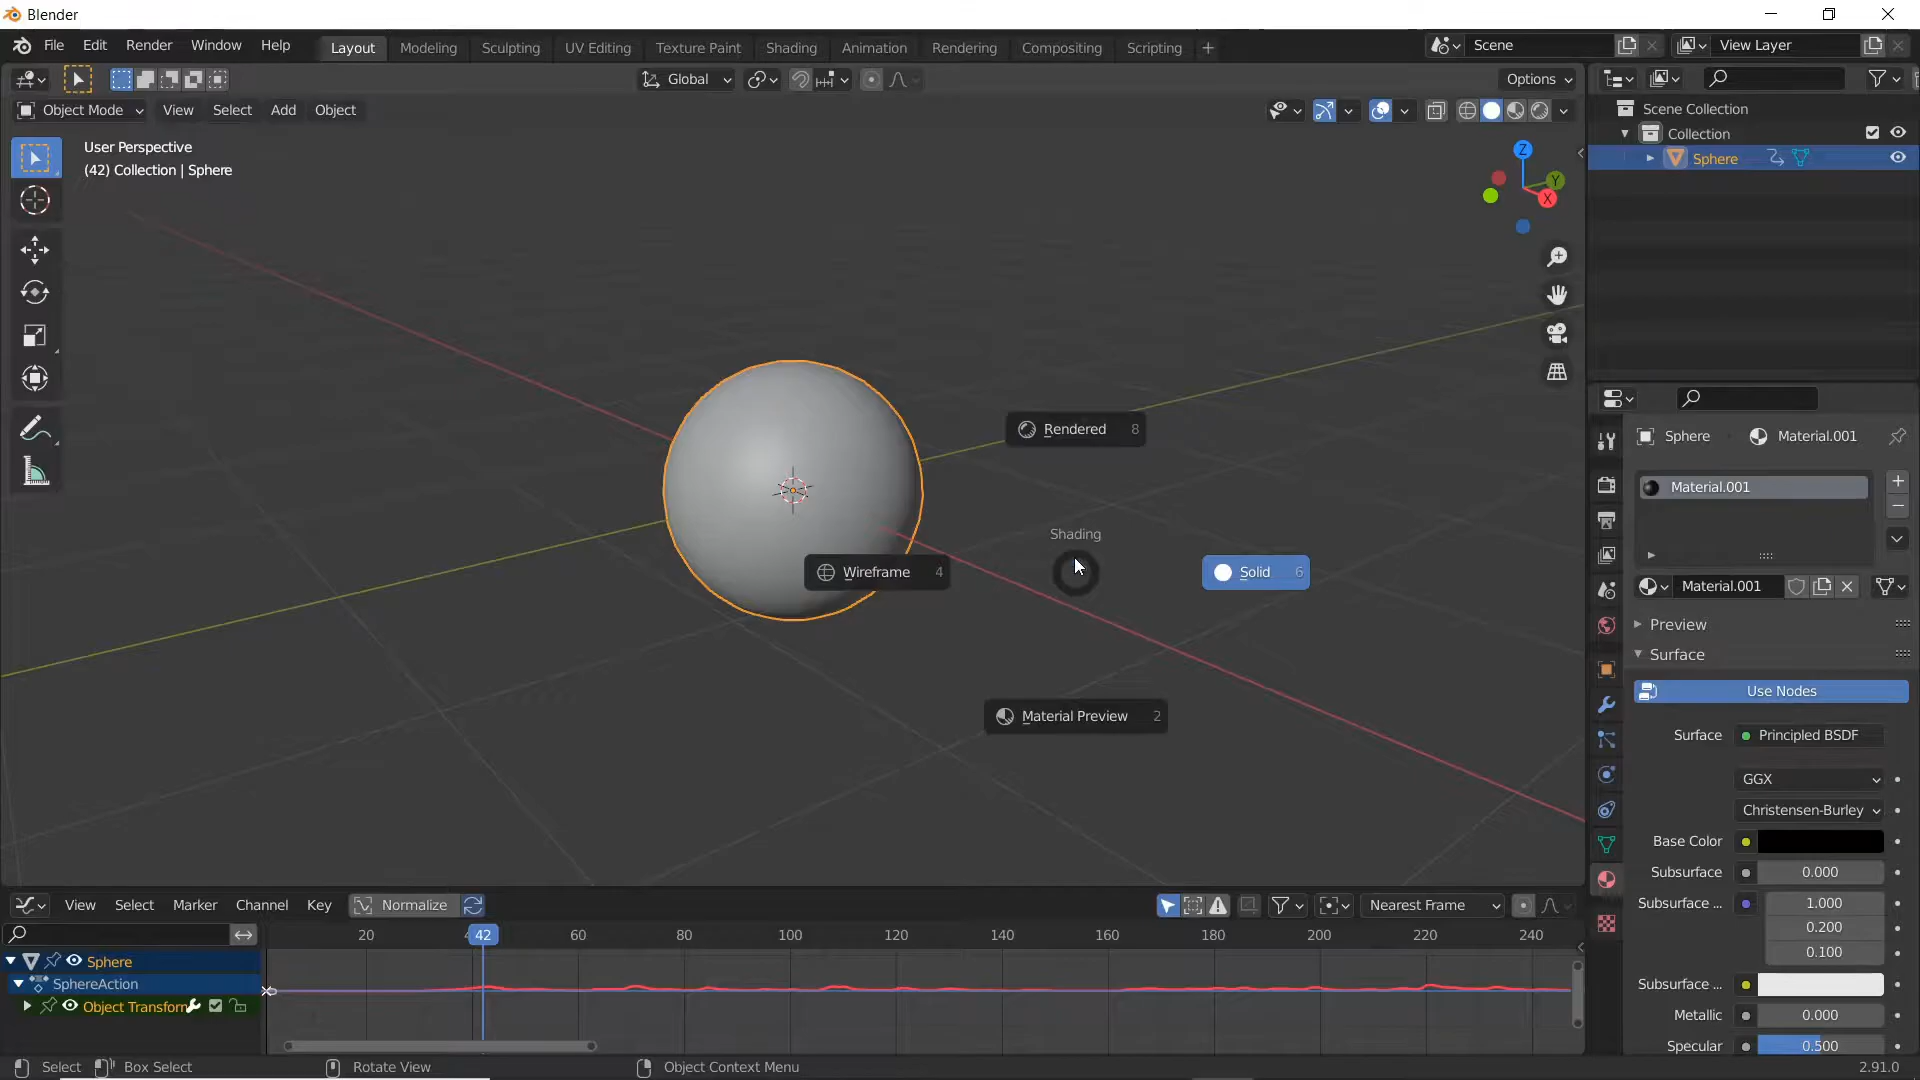 Blender
File Edit Render Window Help Layout Modeling Sculpting UV Editing Texture Paint Shading Animation Rendering Compositing Scripting + Scene View Layer
Global Options
Object Mode View Select Add Object
User Perspective
(42) Collection | Sphere
Z
Y
X
Scene Collection
Collection
Sphere
Rendered 8
Shading
Wireframe 4
Solid 6
Material Preview 2
Sphere Material.001
Material.001
Material.001
Preview
Surface
Use Nodes
Surface Principled BSDF
GGX
Christensen-Burley
Base Color
Subsurface 0.000
Subsurface ... 1.000
0.200
0.100
Subsurface ...
Metallic 0.000
Specular 0.500
View Select Marker Channel Key Normalize Nearest Frame
20 42 60 80 100 120 140 160 180 200 220 240
Sphere
SphereAction
Object Transform
Select Box Select Rotate View Object Context Menu 2.91.0